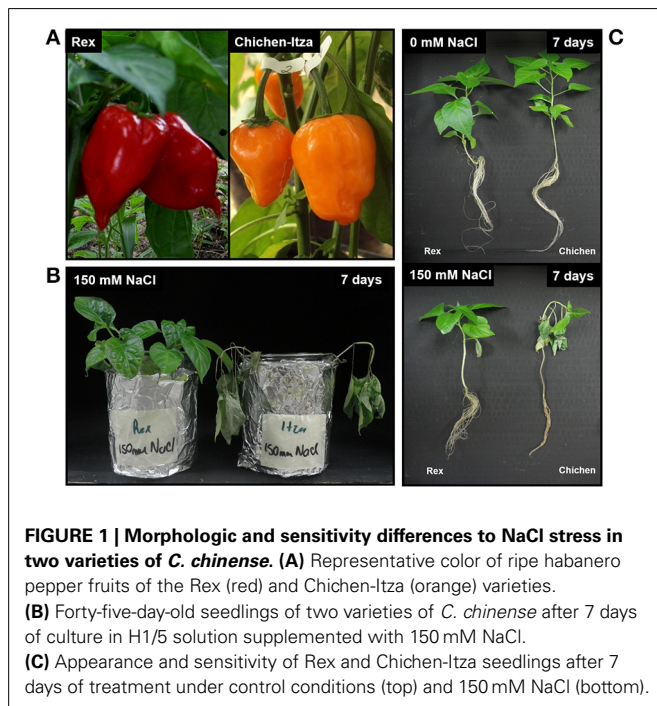 A
Rex
Chichen-Itza
0 mM NaCl
7 days
C
Rex
Chichen
B
150 mM NaCl
7 days
Rex
150mM NaCl
Itza
150mM NaCl
150 mM NaCl
7 days
Rex
Chichen
FIGURE 1 | Morphologic and sensitivity differences to NaCl stress in
two varieties of C. chinense. (A) Representative color of ripe habanero
pepper fruits of the Rex (red) and Chichen-Itza (orange) varieties.
(B) Forty-five-day-old seedlings of two varieties of C. chinense after 7 days
of culture in H1/5 solution supplemented with 150 mM NaCl.
(C) Appearance and sensitivity of Rex and Chichen-Itza seedlings after 7
days of treatment under control conditions (top) and 150 mM NaCl (bottom).